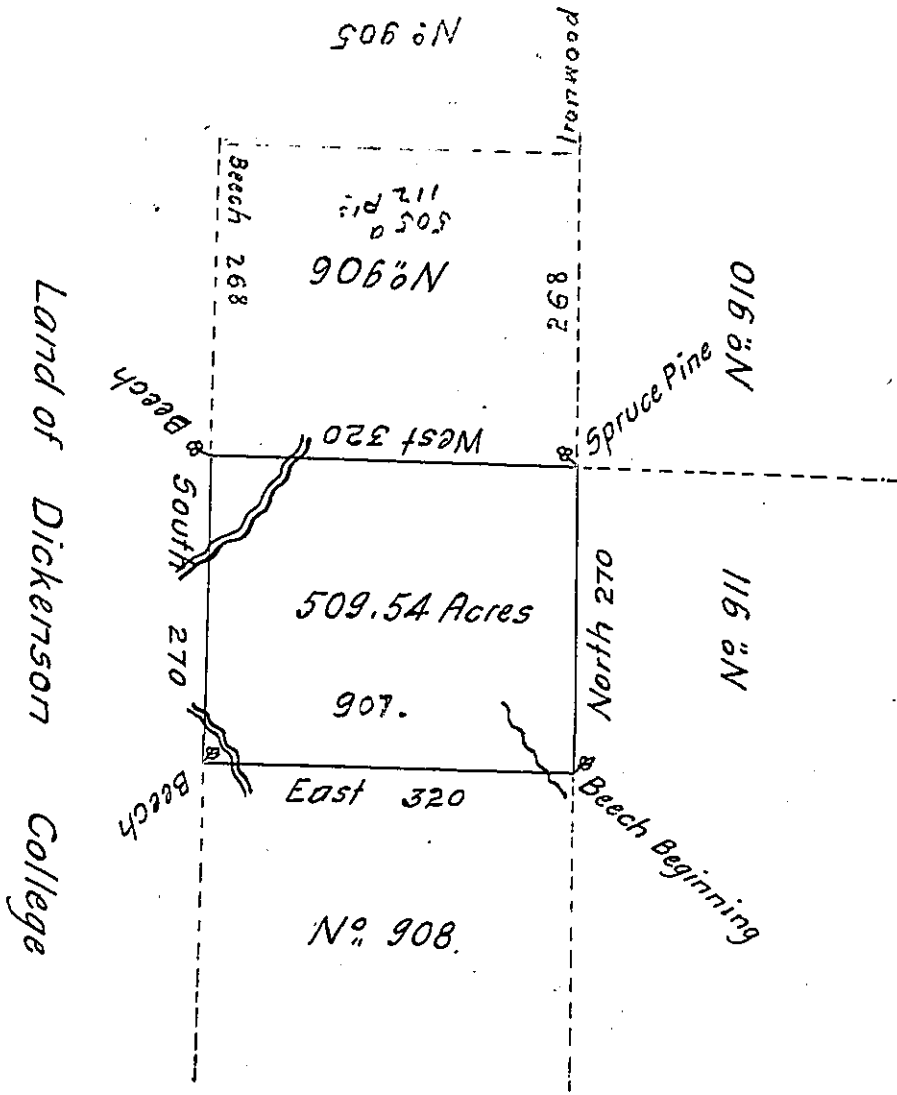 Nº 905
Ironwood
Beech 268
505 a
112 ps
Nº 906
268
Nº 910
Spruce Pine
Beech
West 320
South 270
509.54 Acres
907.
North 270
Nº 911
Beech
East 320
Beech Beginning
Nº 908.
Land of Dickenson College